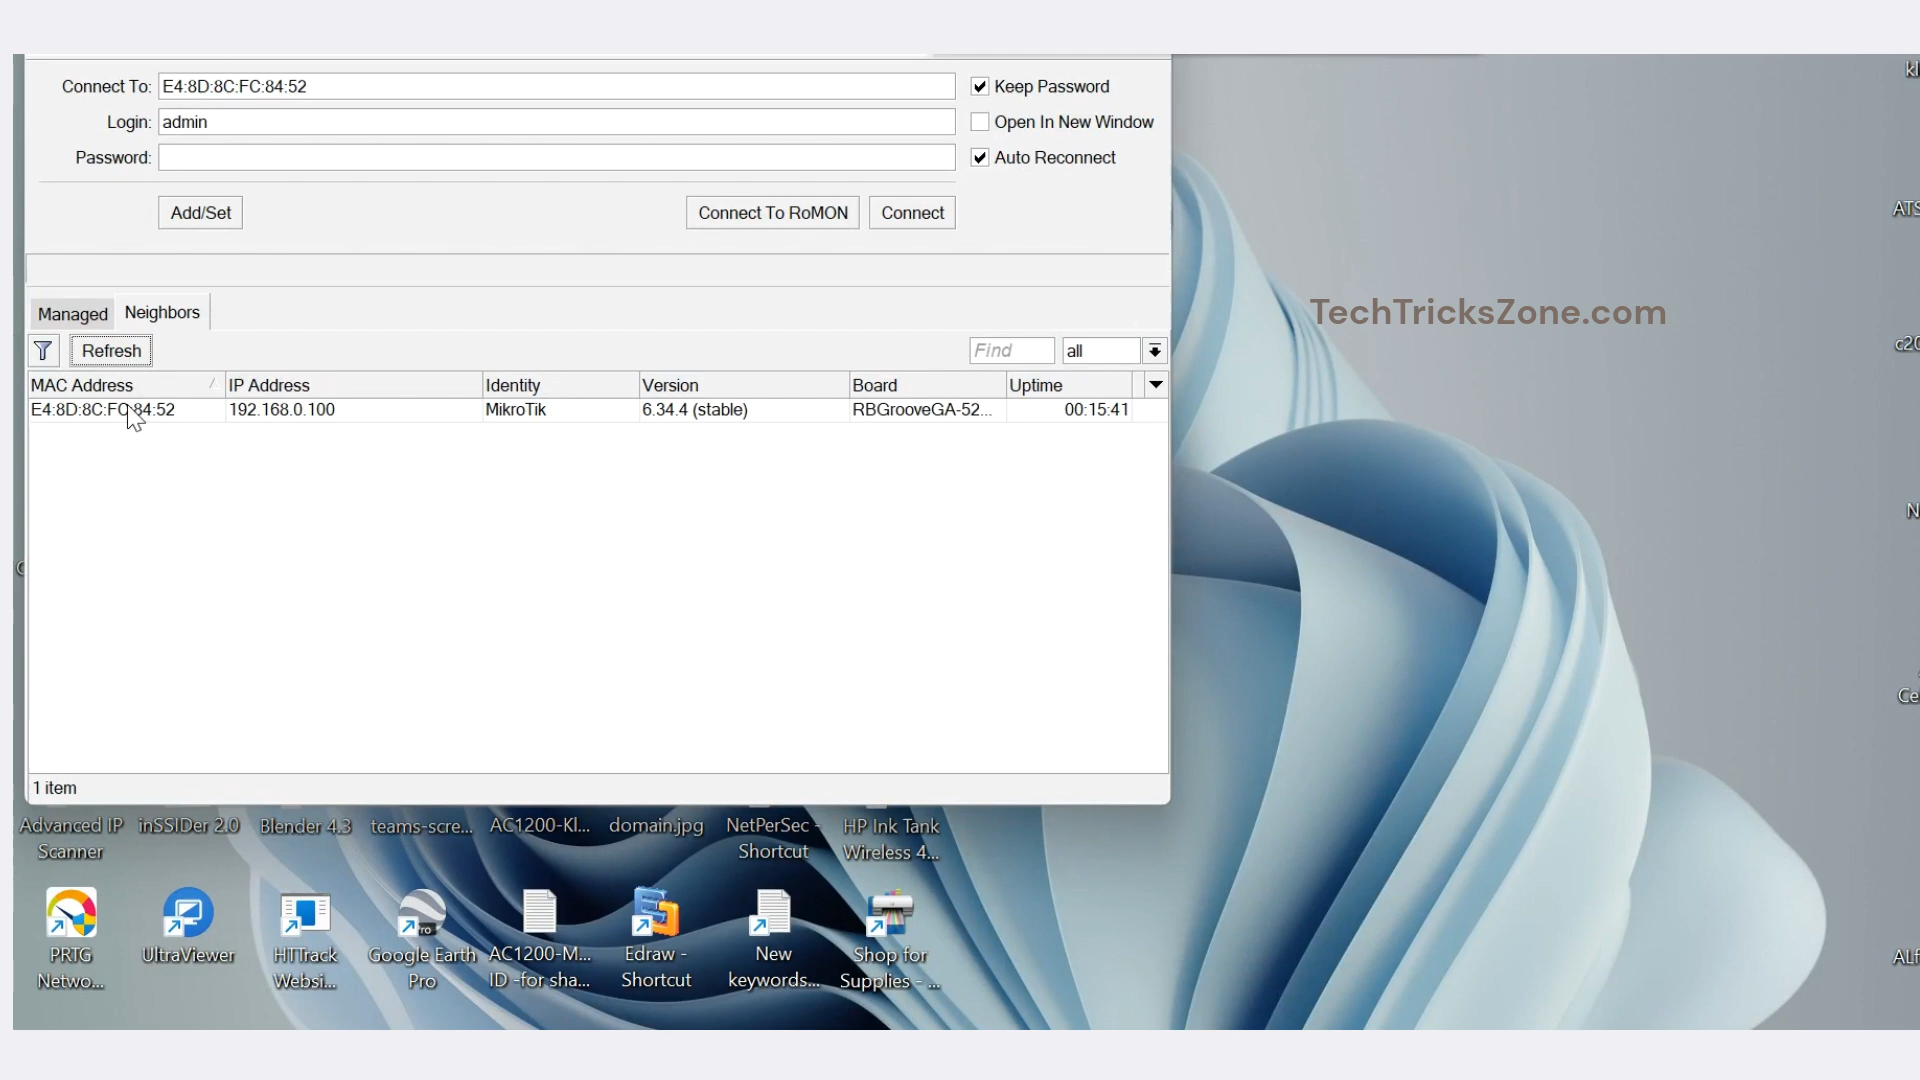 Connect To: E4:8D:8C:FC:84:52 Keep Password
Login: admin Open In New Window
Password: Auto Reconnect
Add/Set Connect To RoMON Connect
Managed Neighbors
Refresh Find all
MAC Address IP Address Identity Version Board Uptime
E4:8D:8C:FC:84:52 192.168.0.100 MikroTik 6.34.4 (stable) RBGrooveGA-52... 00:15:41
1 item
TechTricksZone.com
Advanced IP Scanner
inSSIDer 2.0
Blender 4.3
teams-scre...
AC1200-Kl...
domain.jpg
NetPerSec - Shortcut
HP Ink Tank Wireless 4...
PRTG Netwo...
UltraViewer
HTTrack Websi...
Google Earth Pro
AC1200-M... ID -for sha...
Edraw - Shortcut
New keywords...
Shop for Supplies - ...
kl
ATS
c20
N
Ce
ALf